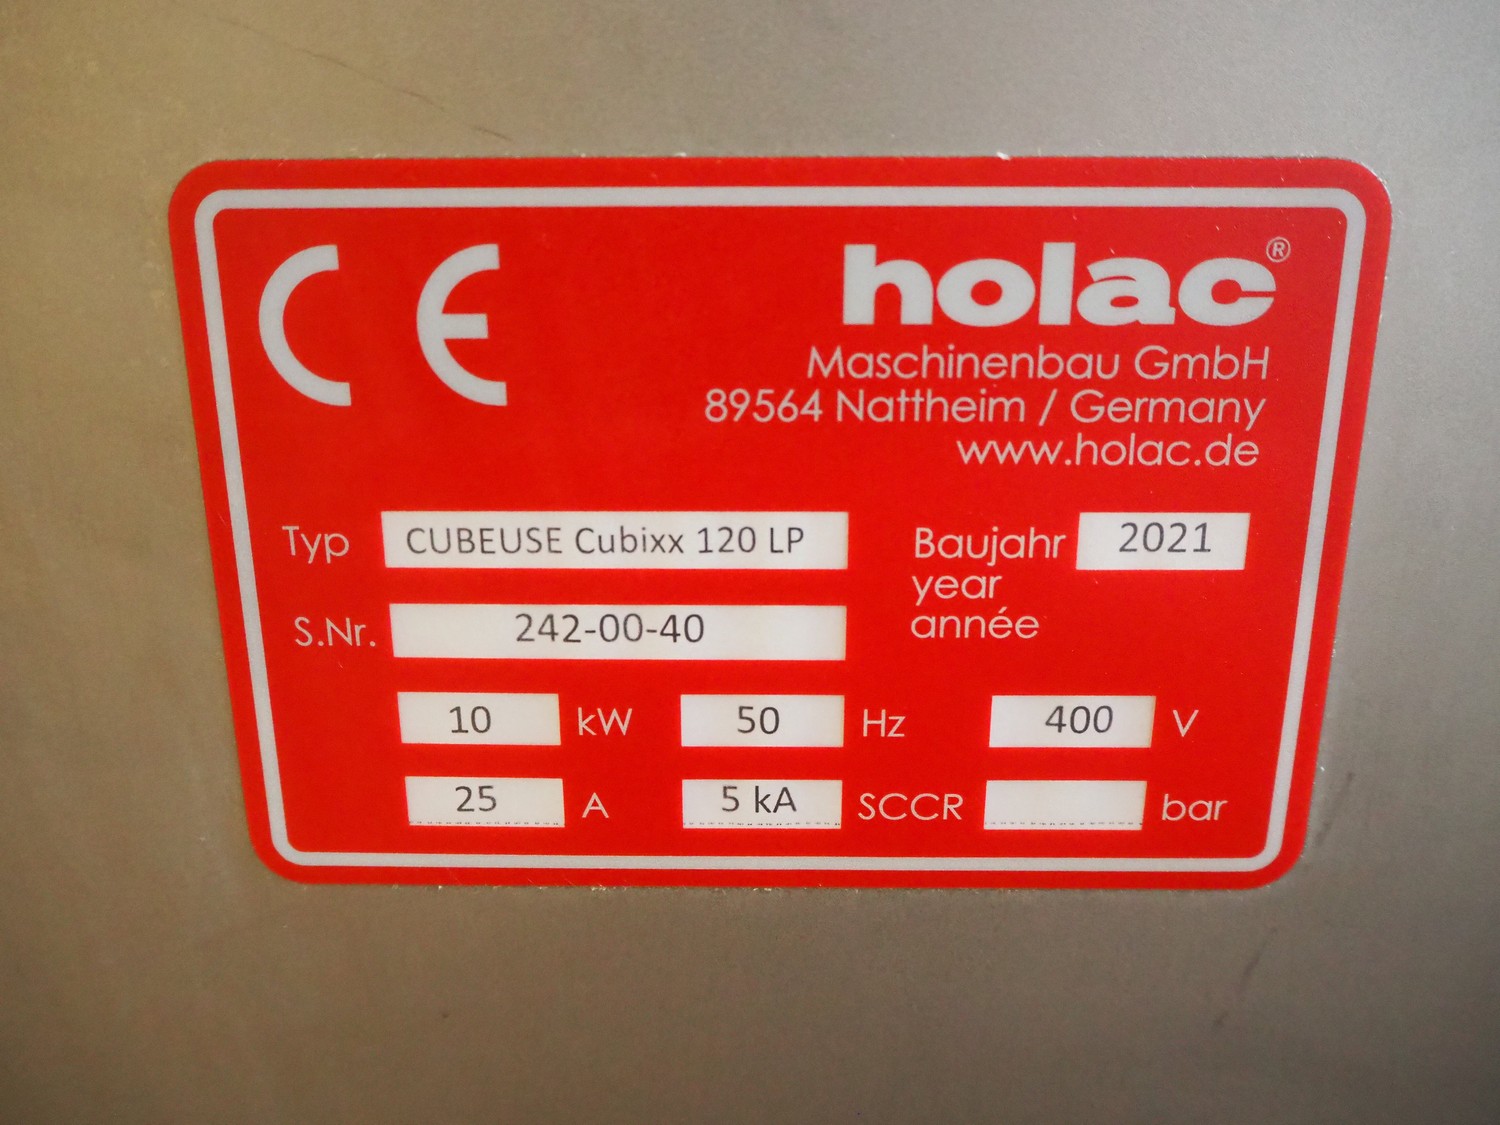 CE
holac®
Maschinenbau GmbH
89564 Nattheim / Germany
www.holac.de
Typ CUBEUSE Cubixx 120 LP
Baujahr 2021
year
année
S.Nr. 242-00-40
10 kW 50 Hz 400 V
25 A 5 kA SCCR bar